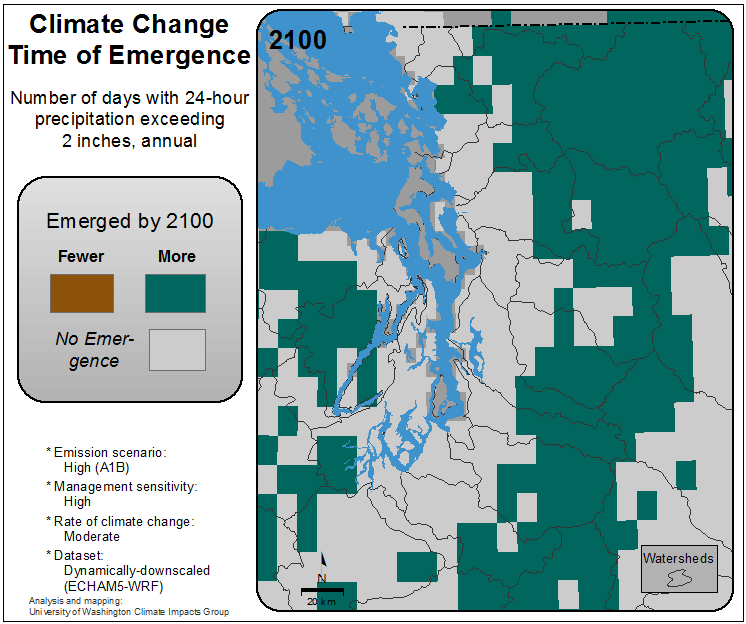 Climate Change
Time of Emergence
Number of days with 24-hour
precipitation exceeding
2 inches, annual
Emerged by 2100
Fewer
More
No Emer-
gence
* Emission scenario:
High (A1B)
* Management sensitivity:
High
* Rate of climate change:
Moderate
* Dataset:
Dynamically-downscaled
(ECHAM5-WRF)
Analysis and mapping:
University of Washington Climate Impacts Group
2100
Watersheds
N
20 km